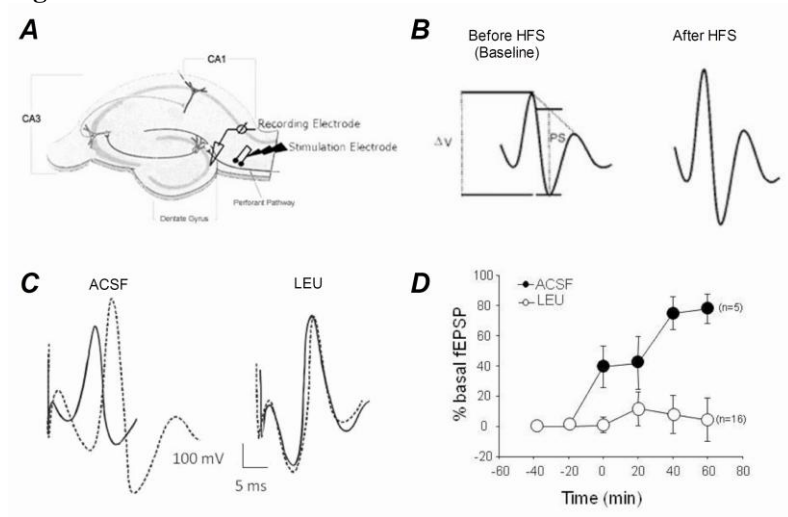 A
CA1
CA3
Recording Electrode
Stimulation Electrode
Perforant Pathway
Dentate Gyrus
B
Before HFS
(Baseline)
After HFS
ΔV
PS
C
ACSF
LEU
100 mV
5 ms
D
ACSF
LEU
100
80
60
40
20
0
-20
% basal fEPSP
(n=5)
(n=16)
-60 -40 -20 0 20 40 60 80
Time (min)